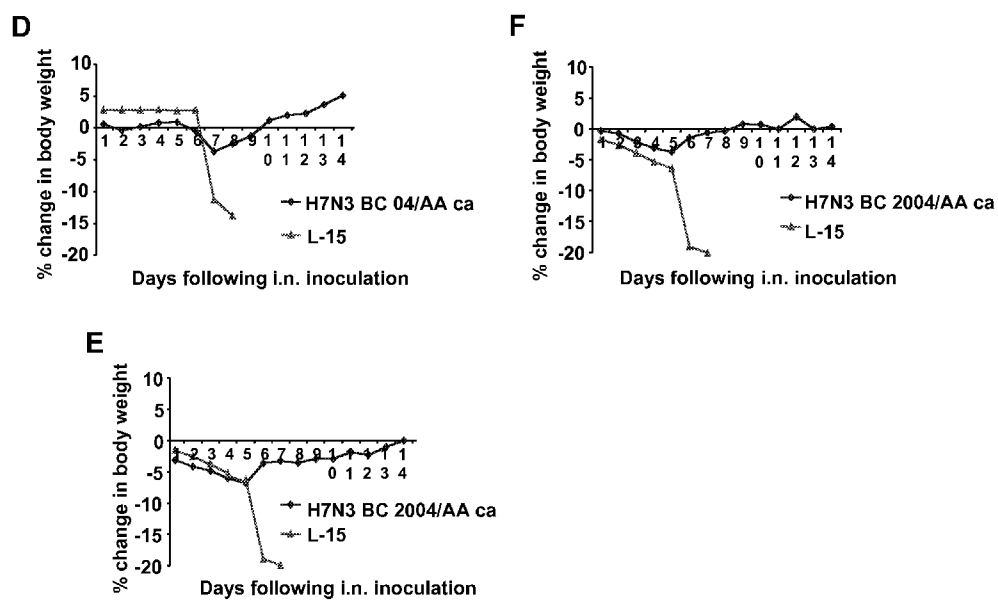 D
% change in body weight
10
5
0
-5
-10
-15
-20
1 2 3 4 5 6 7 8 9 1 1 1 1 1
0 1 2 3 4
H7N3 BC 04/AA ca
L-15
Days following i.n. inoculation
F
% change in body weight
10
5
0
-5
-10
-15
-20
1 2 3 4 5 6 7 8 9 1 1 1 1 1
0 1 2 3 4
H7N3 BC 2004/AA ca
L-15
Days following i.n. inoculation
E
% change in body weight
10
5
0
-5
-10
-15
-20
1 2 3 4 5 6 7 8 9 1 1 1 1 1
0 1 2 3 4
H7N3 BC 2004/AA ca
L-15
Days following i.n. inoculation